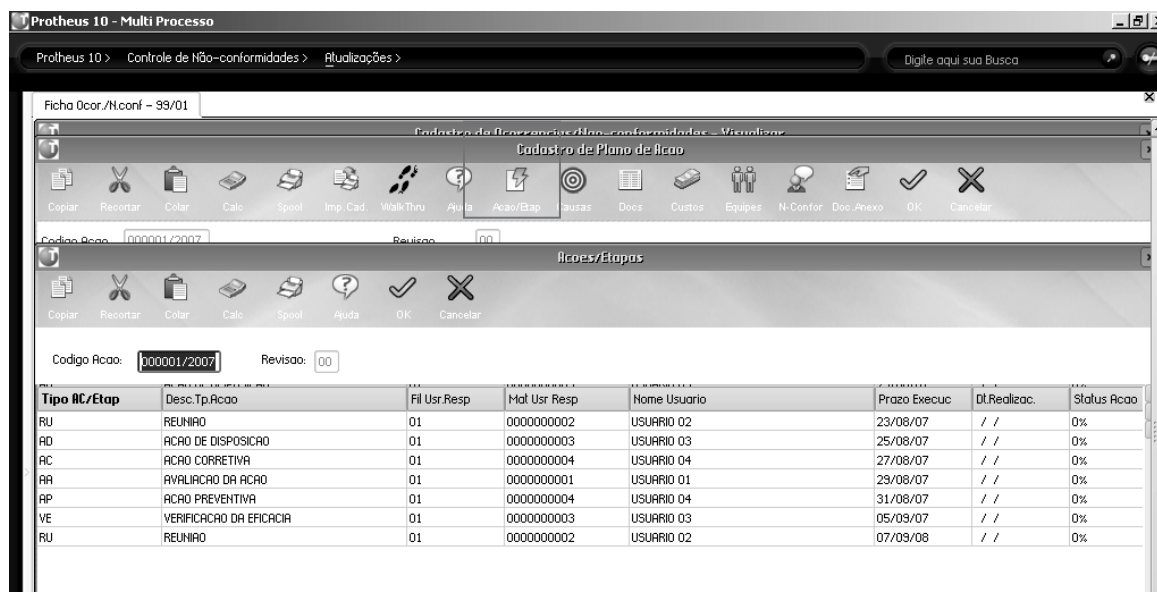 Protheus 10 - Multi Processo
Protheus 10 > Controle de Não-conformidades > Atualizações > Digite aqui sua Busca
Ficha Ocor./N.conf - 99/01
Cadastro de Ocorrencias/Nao-conformidades - Visualizar
Cadastro de Plano de Acao
Copiar Recortar Colar Calc Spool Imp.Cad. WalkThru Ajuda Acao/Etap Causas Docs Custos Equipes N-Confor Doc.Anexo OK Cancelar
Codigo Acao 000001/2007 Revisao 00
Acoes/Etapas
Copiar Recortar Colar Calc Spool Ajuda OK Cancelar
Codigo Acao: 000001/2007 Revisao: 00
Tipo AC/Etap Desc.Tp.Acao Fil Usr.Resp Mat Usr Resp Nome Usuario Prazo Execuc Dt.Realizac. Status Acao
RU REUNIAO 01 0000000002 USUARIO 02 23/08/07 / / 0%
AD ACAO DE DISPOSICAO 01 0000000003 USUARIO 03 25/08/07 / / 0%
AC ACAO CORRETIVA 01 0000000004 USUARIO 04 27/08/07 / / 0%
AA AVALIACAO DA ACAO 01 0000000001 USUARIO 01 29/08/07 / / 0%
AP ACAO PREVENTIVA 01 0000000004 USUARIO 04 31/08/07 / / 0%
VE VERIFICACAO DA EFICACIA 01 0000000003 USUARIO 03 05/09/07 / / 0%
RU REUNIAO 01 0000000002 USUARIO 02 07/09/08 / / 0%